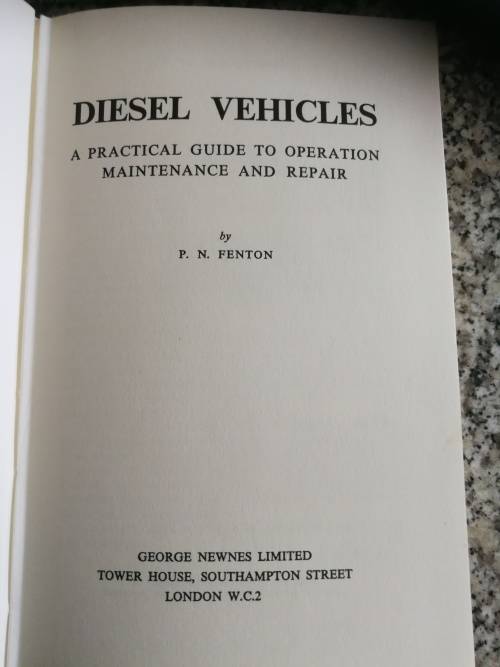 DIESEL VEHICLES
A PRACTICAL GUIDE TO OPERATION
MAINTENANCE AND REPAIR
by
P. N. FENTON
GEORGE NEWNES LIMITED
TOWER HOUSE, SOUTHAMPTON STREET
LONDON W.C.2